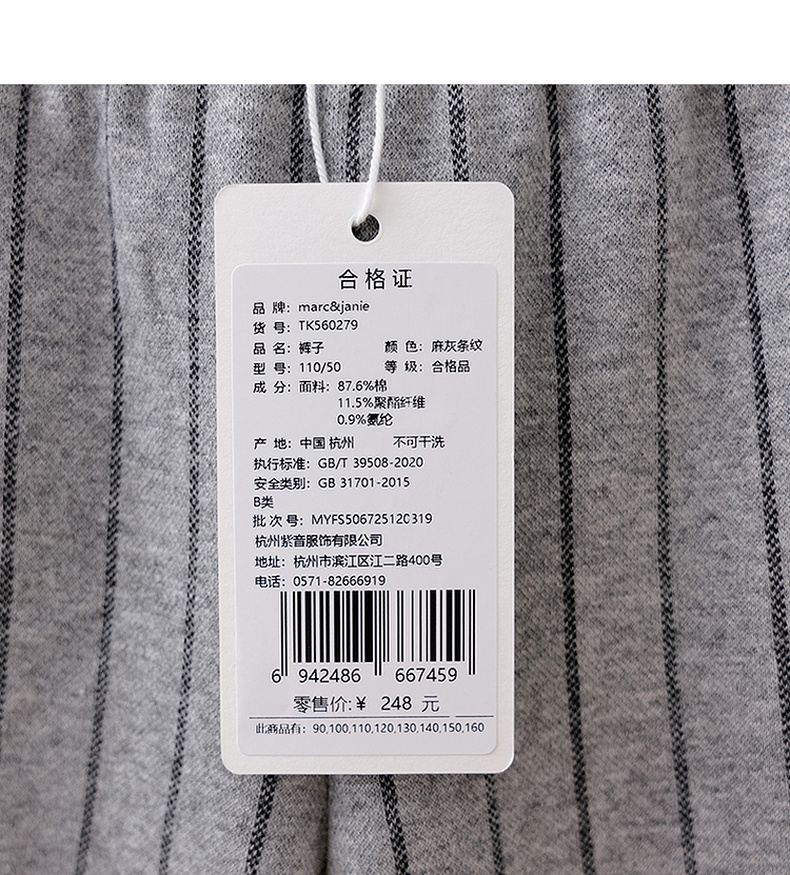 合格证
品 牌：marc&janie
货 号：TK560279
品 名：裤子 颜 色：麻灰条纹
型 号：110/50 等 级：合格品
成 分：面料：87.6%棉
11.5%聚酯纤维
0.9%氨纶
产 地：中国 杭州 不可干洗
执行标准：GB/T 39508-2020
安全类别：GB 31701-2015
B类
批 次 号：MYFS506725120319
杭州紫音服饰有限公司
地址：杭州市滨江区江二路400号
电话：0571-82666919
6 942486 667459
零售价:¥ 248 元
此商品有：90,100,110,120,130,140,150,160